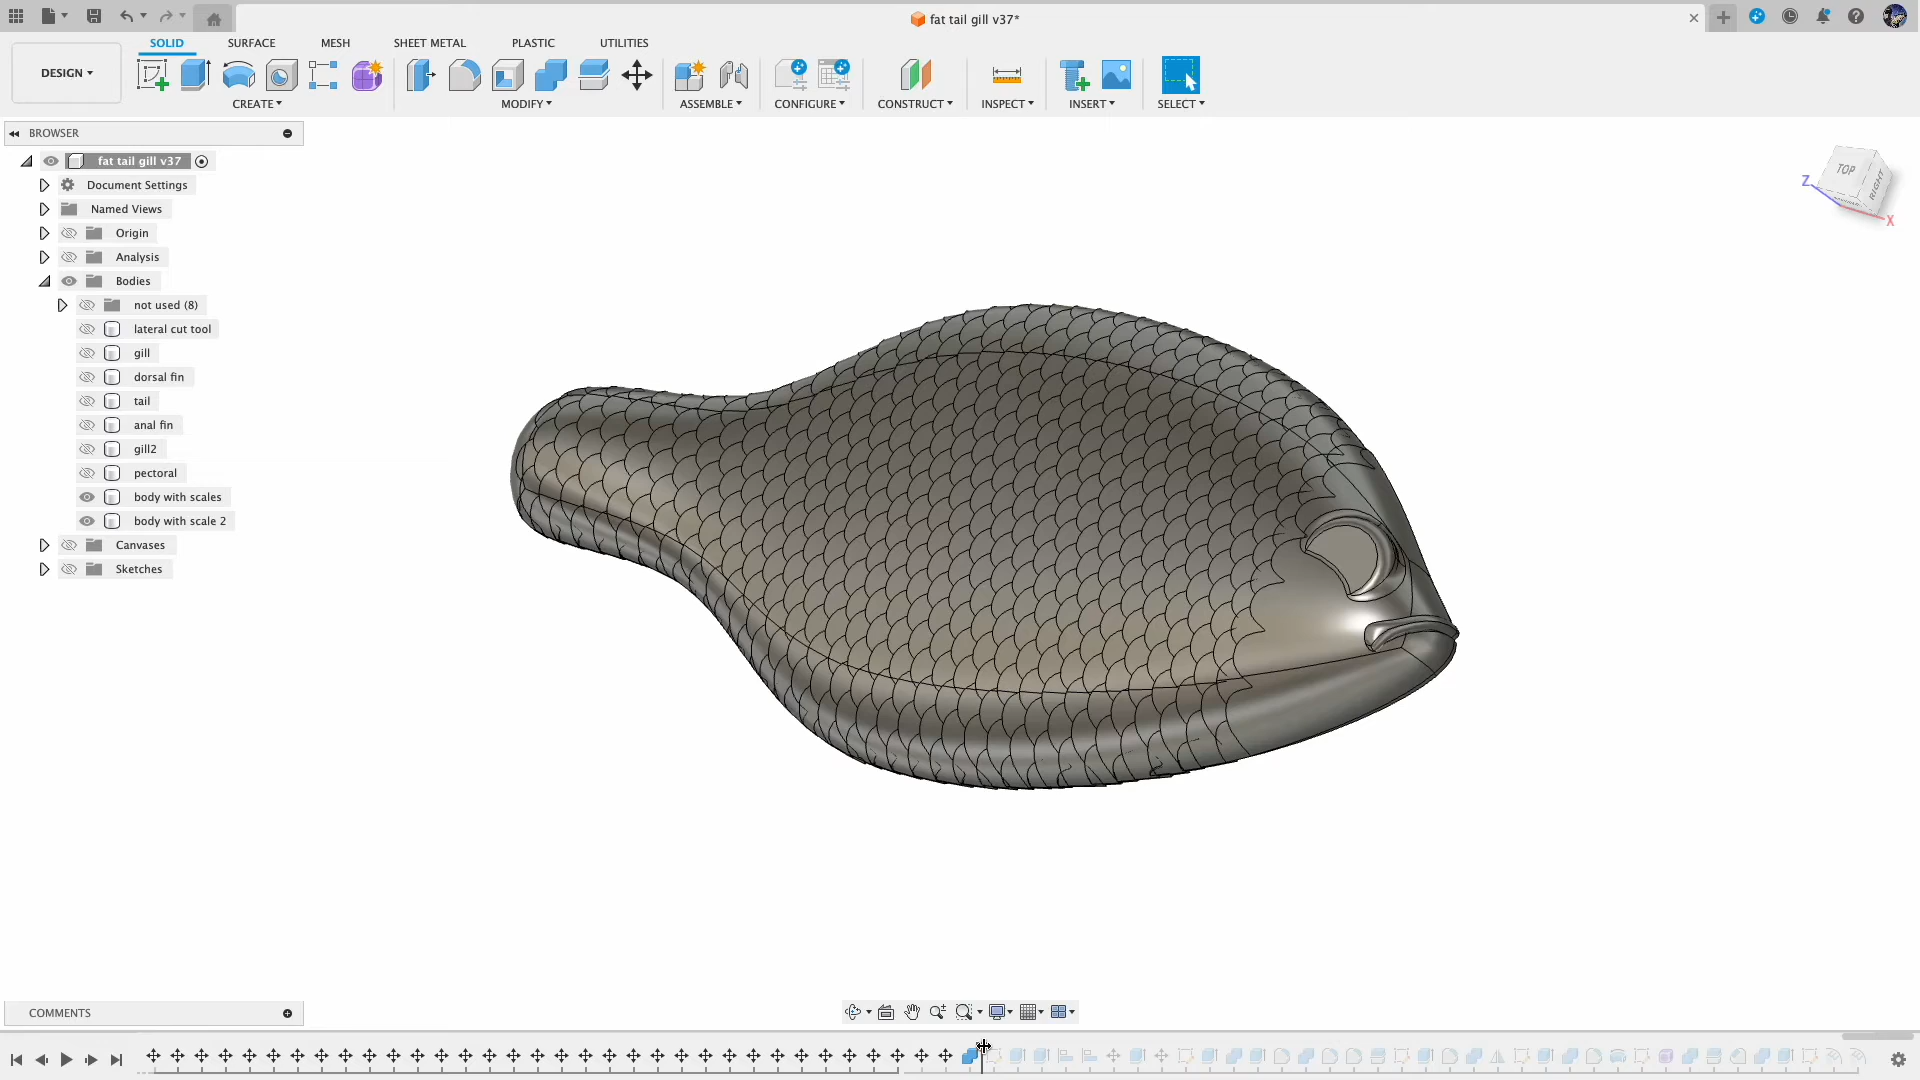 fat tail gill v37*
DESIGN
SOLID
SURFACE
MESH
SHEET METAL
PLASTIC
UTILITIES
CREATE
MODIFY
ASSEMBLE
CONFIGURE
CONSTRUCT
INSPECT
INSERT
SELECT
BROWSER
fat tail gill v37
Document Settings
Named Views
Origin
Analysis
Bodies
not used (8)
lateral cut tool
gill
dorsal fin
tail
anal fin
gill2
pectoral
body with scales
body with scale 2
Canvases
Sketches
TOP
RIGHT
Z
X
COMMENTS